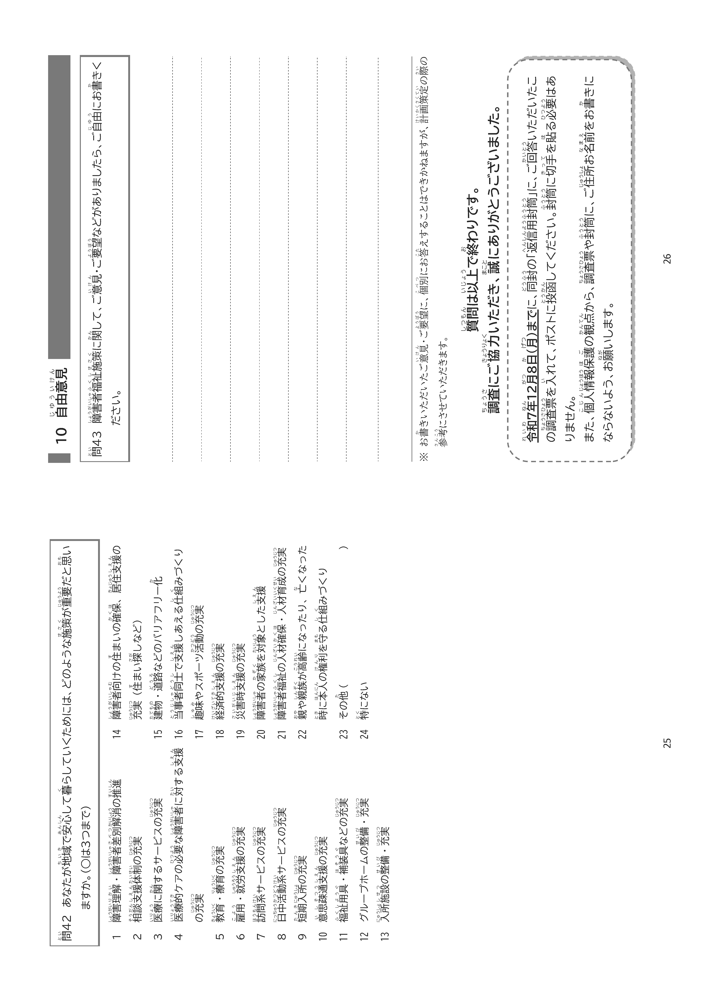 問42　あなたが地域で安心して暮らしていくためには、どのような施策が重要だと思い
ますか。(〇は3つまで)
1　障害理解・障害者差別解消の推進
2　相談支援体制の充実
3　医療に関するサービスの充実
4　医療的ケアの必要な障害者に対する支援
の充実
5　教育・療育の充実
6　雇用・就労支援の充実
7　訪問系サービスの充実
8　日中活動系サービスの充実
9　短期入所の充実
10　意思疎通支援の充実
11　福祉用具・補装具などの充実
12　グループホームの整備・充実
13　入所施設の整備・充実
14　障害者向けの住まいの確保、居住支援の
充実（住まい探しなど）
15　建物・道路などのバリアフリー化
16　当事者同士で支援しあえる仕組みづくり
17　趣味やスポーツ活動の充実
18　経済的支援の充実
19　災害時支援の充実
20　障害者の家族を対象とした支援
21　障害者福祉の人材確保・人材育成の充実
22　親や親族が高齢になったり、亡くなった
時に本人の権利を守る仕組みづくり
23　その他（　　　　　　　　　　　　　）
24　特にない
25
10　自由意見
問43　障害者福祉施策に関して、ご意見・ご要望などがありましたら、ご自由にお書きく
ださい。
※　お書きいただいたご意見・ご要望に、個別にお答えすることはできかねますが、計画策定の際の
参考にさせていただきます。
質問は以上で終わりです。
調査にご協力いただき、誠にありがとうございました。
令和7年12月8日(月)までに、同封の「返信用封筒」に、ご回答いただいたこ
の調査票を入れて、ポストに投函してください。封筒に切手を貼る必要はあ
りません。
また、個人情報保護の観点から、調査票や封筒に、ご住所お名前をお書きに
ならないよう、お願いします。
26